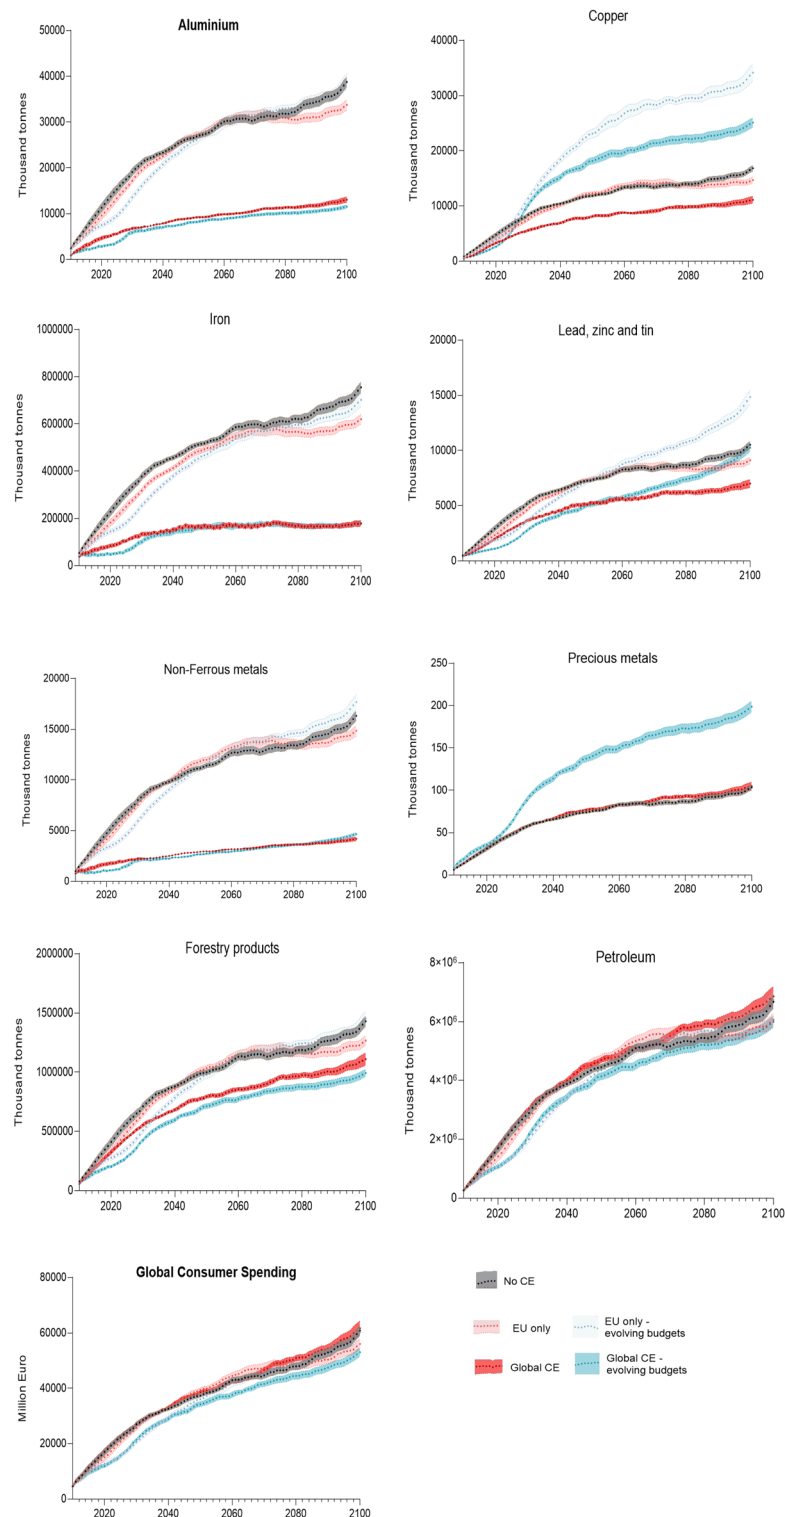 Aluminium
50000
40000
30000
20000
10000
0
Thousand tonnes
2020 2040 2060 2080 2100
Copper
40000
30000
20000
10000
0
Thousand tonnes
2020 2040 2060 2080 2100
Iron
1000000
800000
600000
400000
200000
0
Thousand tonnes
2020 2040 2060 2080 2100
Lead, zinc and tin
20000
15000
10000
5000
0
Thousand tonnes
2020 2040 2060 2080 2100
Non-Ferrous metals
20000
15000
10000
5000
0
Thousand tonnes
2020 2040 2060 2080 2100
Precious metals
250
200
150
100
50
0
Thousand tonnes
2020 2040 2060 2080 2100
Forestry products
2000000
1500000
1000000
500000
0
Thousand tonnes
2020 2040 2060 2080 2100
Petroleum
8×10⁶
6×10⁶
4×10⁶
2×10⁶
0
Thousand tonnes
2020 2040 2060 2080 2100
Global Consumer Spending
80000
60000
40000
20000
0
Million Euro
2020 2040 2060 2080 2100
No CE
EU only
EU only -
evolving budgets
Global CE
Global CE -
evolving budgets